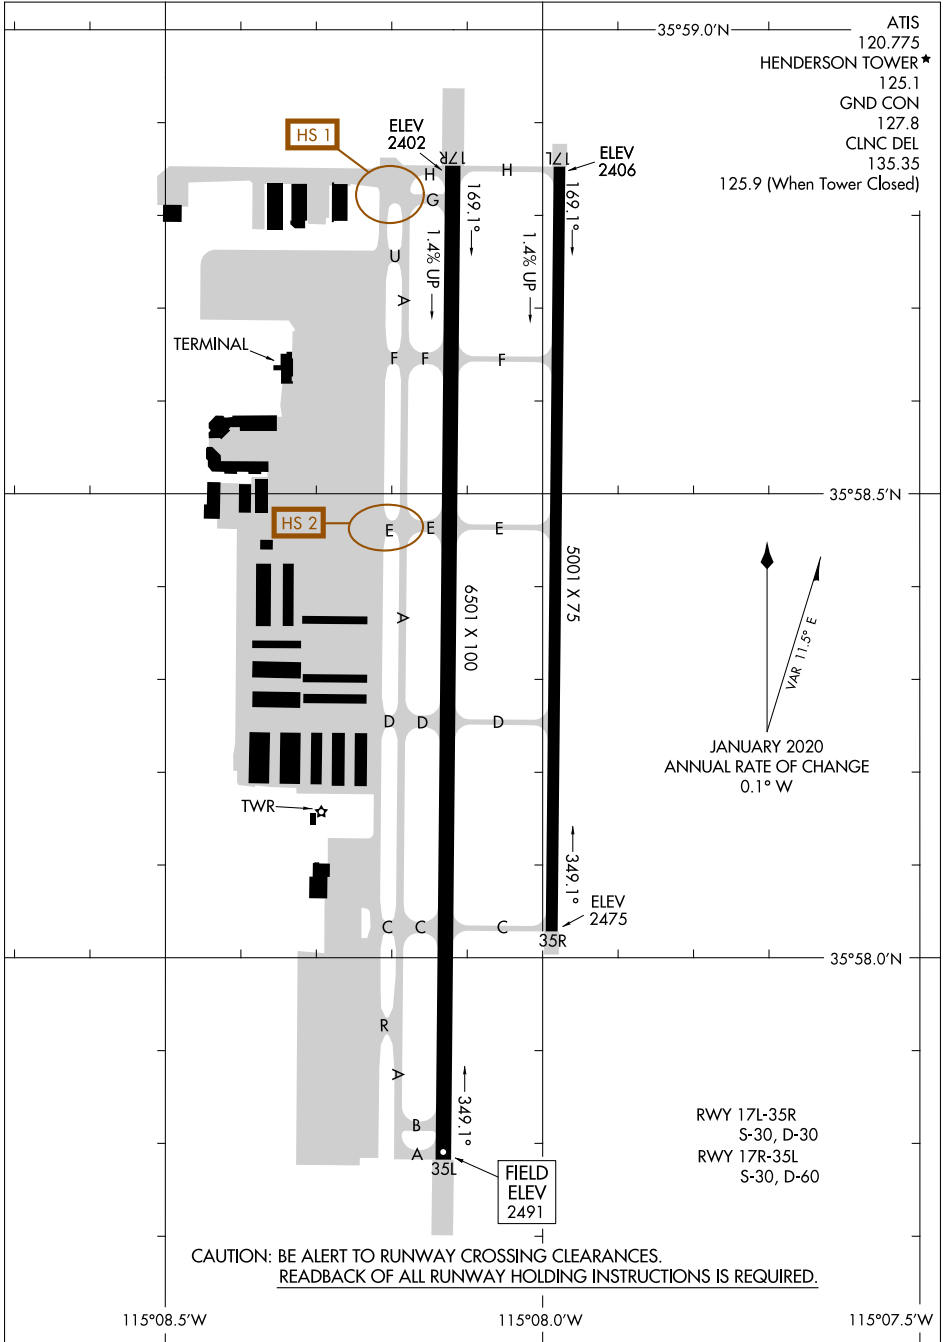 35°59.0'N
ATIS
120.775
HENDERSON TOWER
125.1
GND CON
127.8
CLNC DEL
135.35
125.9 (When Tower Closed)
HS 1
ELEV
2402
17R
H
17L
ELEV
2406
H
G
169.1°
169.1°
1.4% UP
1.4% UP
U
A
TERMINAL
F
F
F
35°58.5'N
HS 2
E
E
E
5001 X 75
6501 X 100
A
VAR 11.5° E
D
D
D
JANUARY 2020
ANNUAL RATE OF CHANGE
0.1° W
TWR
349.1°
ELEV
2475
C
C
C
35R
35°58.0'N
R
A
349.1°
B
A
35L
FIELD
ELEV
2491
RWY 17L-35R
S-30, D-30
RWY 17R-35L
S-30, D-60
CAUTION: BE ALERT TO RUNWAY CROSSING CLEARANCES.
READBACK OF ALL RUNWAY HOLDING INSTRUCTIONS IS REQUIRED.
115°08.5'W
115°08.0'W
115°07.5'W